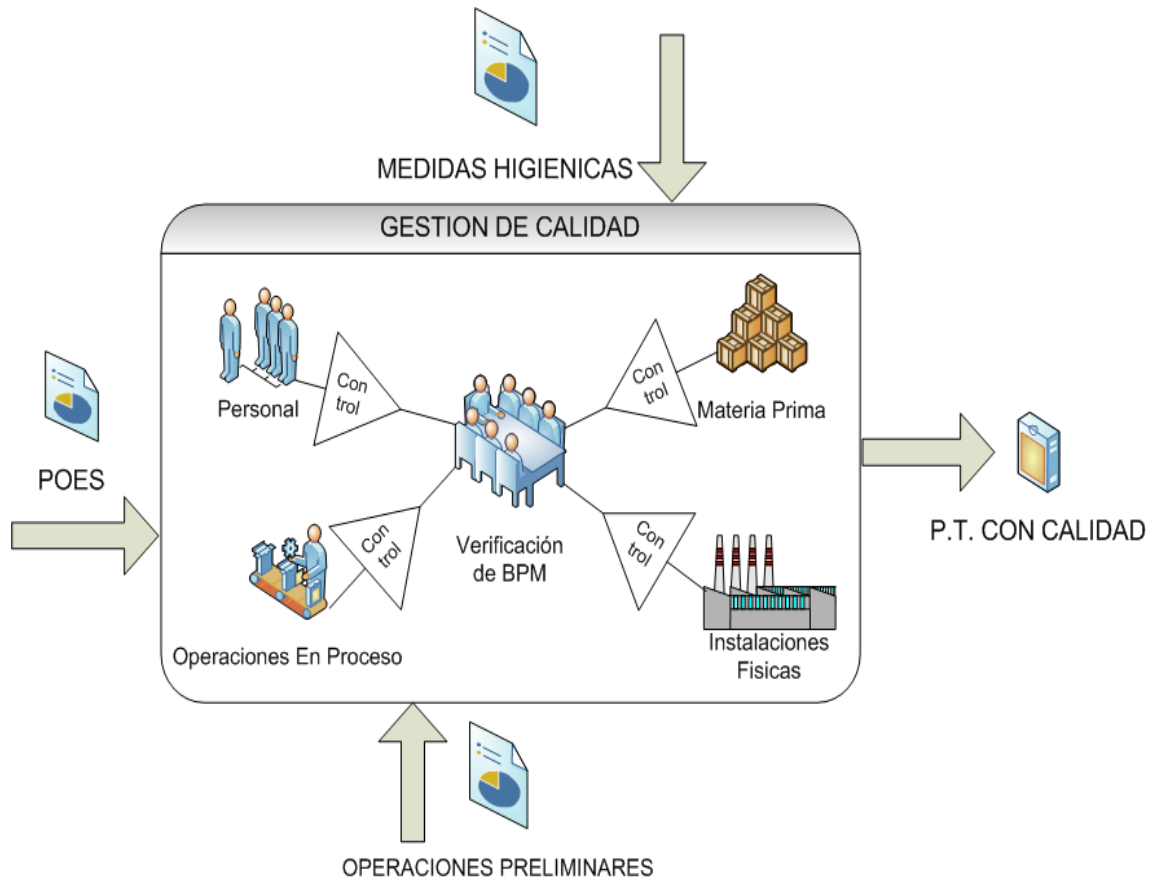 MEDIDAS HIGIENICAS
GESTION DE CALIDAD
Personal
Con
trol
Con
trol
Materia Prima
POES
Verificación
de BPM
Con
trol
Con
trol
Operaciones En Proceso
Instalaciones
Fisicas
P.T. CON CALIDAD
OPERACIONES PRELIMINARES